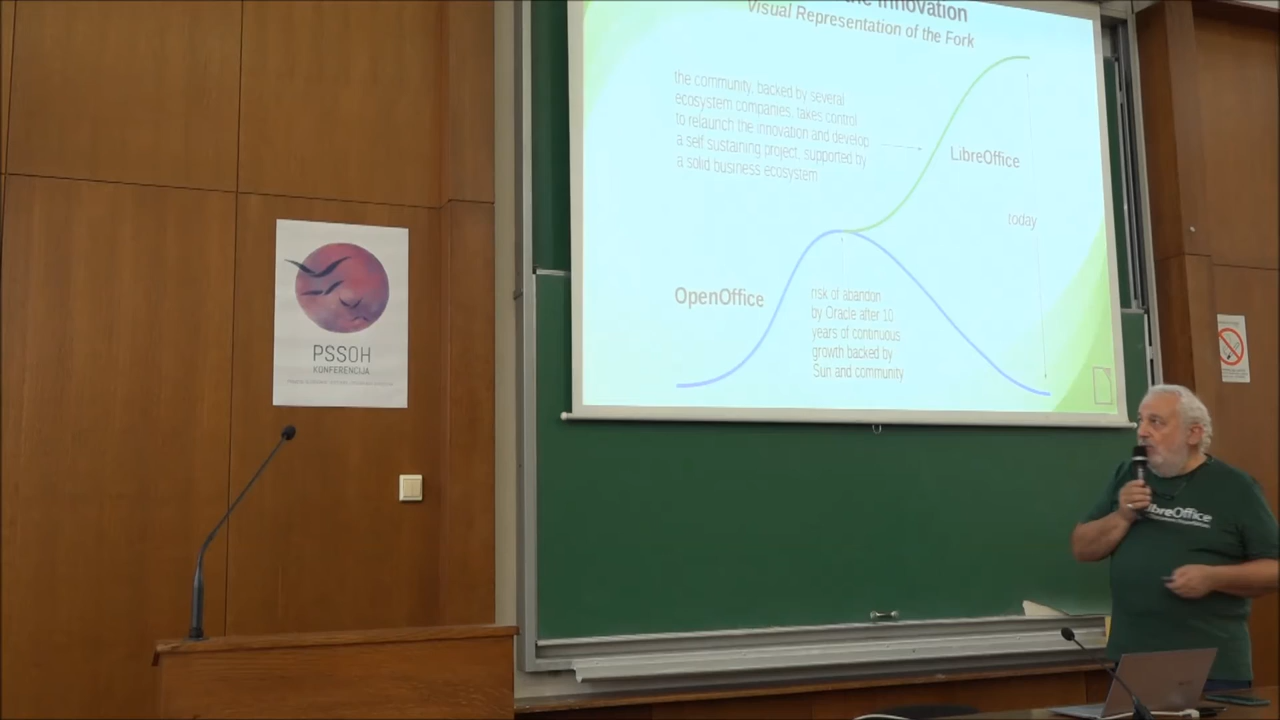 the Innovation
Visual Representation of the Fork
the community, backed by several
ecosystem companies, takes control
to relaunch the innovation and develop
a self sustaining project, supported by
a solid business ecosystem
LibreOffice
today
OpenOffice
risk of abandon
by Oracle after 10
years of continuous
growth backed by
Sun and community
PSSOH
KONFERENCIJA
LibreOffice